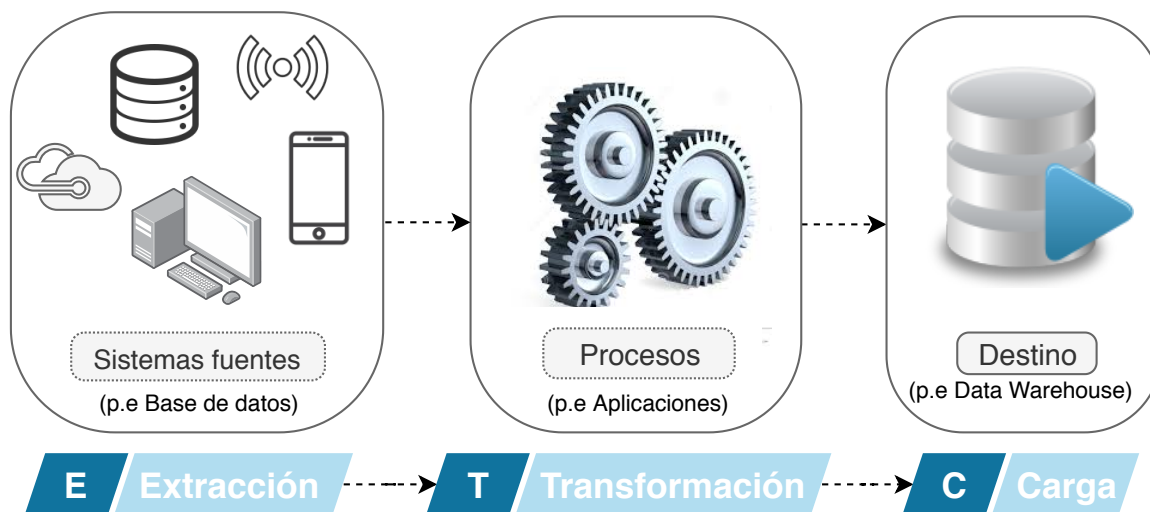 Sistemas fuentes
(p.e Base de datos)
Procesos
(p.e Aplicaciones)
Destino
(p.e Data Warehouse)
E Extracción
T Transformación
C Carga